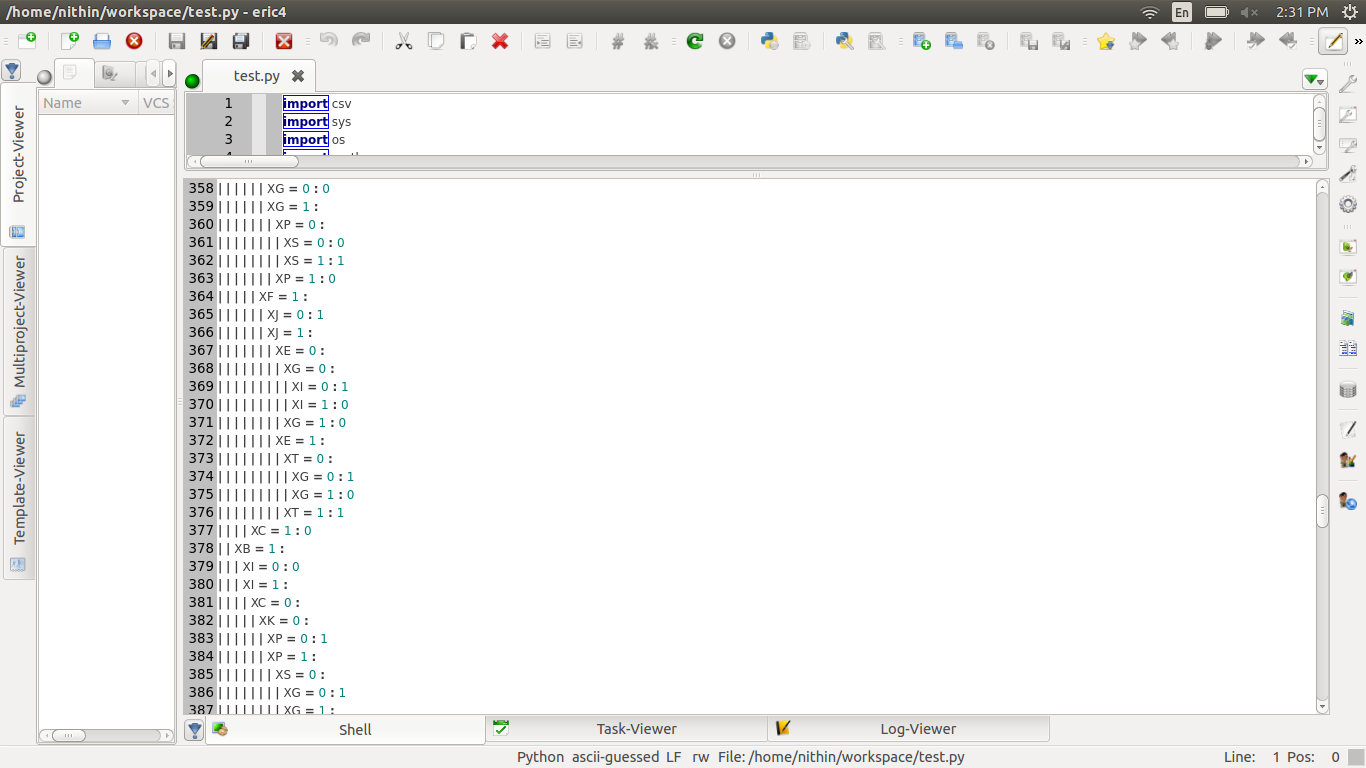 /home/nithin/workspace/test.py - eric4
En
2:31 PM
test.py
Name
VCS
Project-Viewer
Multiproject-Viewer
Template-Viewer
1 import csv
2 import sys
3 import os
358 | | | | | | XG = 0 : 0
359 | | | | | | XG = 1 :
360 | | | | | | | XP = 0 :
361 | | | | | | | | XS = 0 : 0
362 | | | | | | | | XS = 1 : 1
363 | | | | | | | XP = 1 : 0
364 | | | | | XF = 1 :
365 | | | | | | XJ = 0 : 1
366 | | | | | | XJ = 1 :
367 | | | | | | | XE = 0 :
368 | | | | | | | | XG = 0 :
369 | | | | | | | | | XI = 0 : 1
370 | | | | | | | | | XI = 1 : 0
371 | | | | | | | | XG = 1 : 0
372 | | | | | | | XE = 1 :
373 | | | | | | | | XT = 0 :
374 | | | | | | | | | XG = 0 : 1
375 | | | | | | | | | XG = 1 : 0
376 | | | | | | | | XT = 1 : 1
377 | | | | XC = 1 : 0
378 | | XB = 1 :
379 | | | XI = 0 : 0
380 | | | XI = 1 :
381 | | | | XC = 0 :
382 | | | | | XK = 0 :
383 | | | | | | XP = 0 : 1
384 | | | | | | XP = 1 :
385 | | | | | | | XS = 0 :
386 | | | | | | | | XG = 0 : 1
387 | | | | | | | | XG = 1 :
Shell
Task-Viewer
Log-Viewer
Python ascii-guessed LF rw File: /home/nithin/workspace/test.py Line: 1 Pos: 0